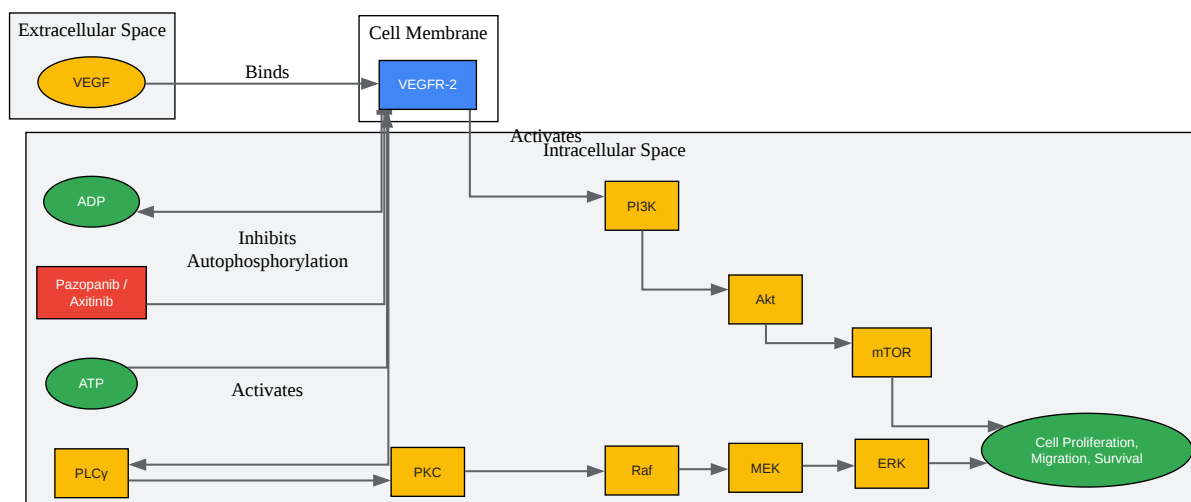 Extracellular Space
VEGF
Binds
Cell Membrane
VEGFR-2
Activates
Intracellular Space
ADP
Inhibits
Autophosphorylation
Pazopanib /
Axitinib
ATP
Activates
PLCγ
PKC
PI3K
Akt
mTOR
Raf
MEK
ERK
Cell Proliferation,
Migration, Survival